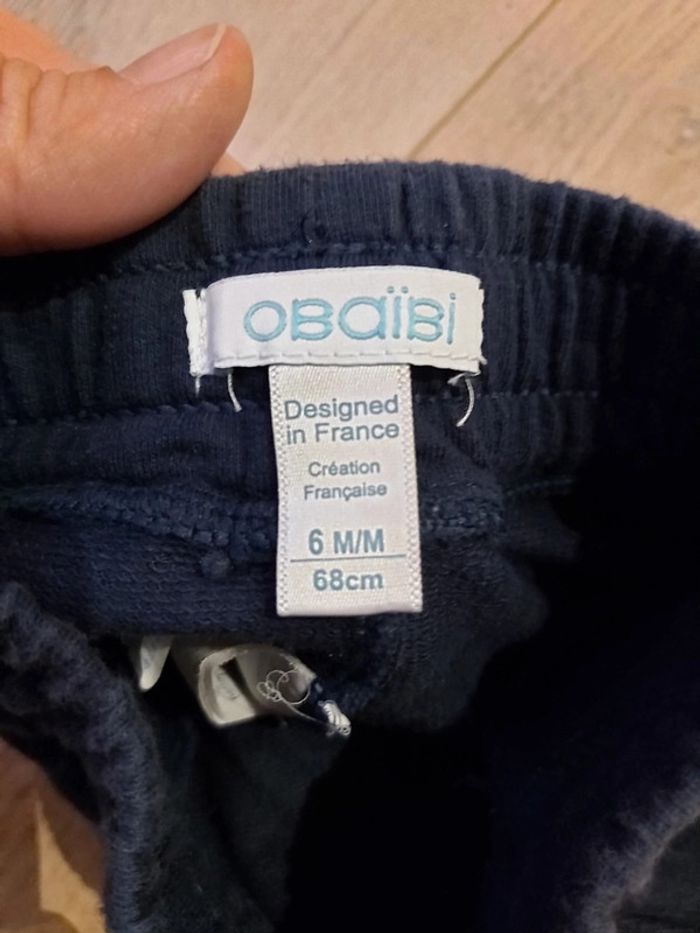 OBAÏBi
Designed
in France
Création
Française
6 M/M
68cm